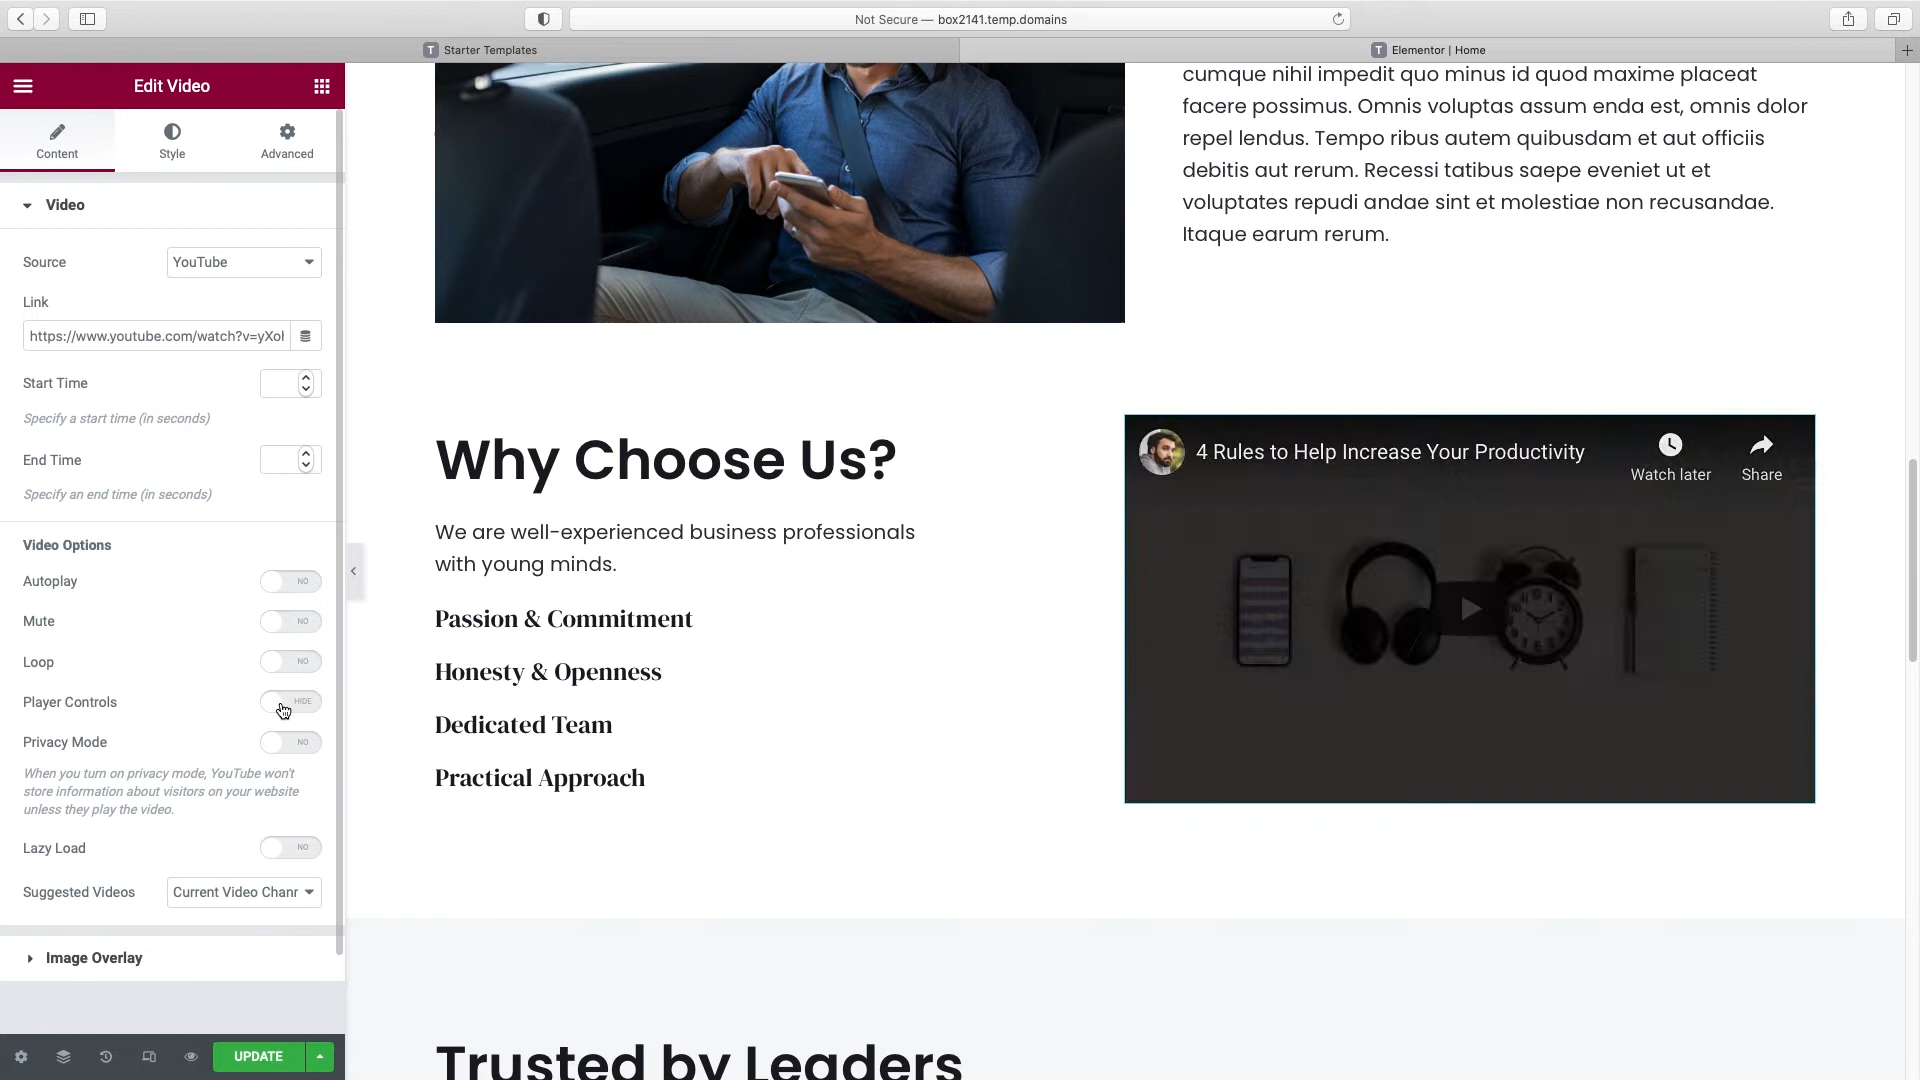 Not Secure — box2141.temp.domains
T Starter Templates
T Elementor | Home
Edit Video
Content
Style
Advanced
Video
Source
YouTube
Link
https://www.youtube.com/watch?v=yXol
Start Time
Specify a start time (in seconds)
End Time
Specify an end time (in seconds)
Video Options
Autoplay
NO
Mute
NO
Loop
NO
Player Controls
HIDE
Privacy Mode
NO
When you turn on privacy mode, YouTube won't
store information about visitors on your website
unless they play the video.
Lazy Load
NO
Suggested Videos
Current Video Chanr
Image Overlay
UPDATE
cumque nihil impedit quo minus id quod maxime placeat
facere possimus. Omnis voluptas assum enda est, omnis dolor
repel lendus. Tempo ribus autem quibusdam et aut officiis
debitis aut rerum. Recessi tatibus saepe eveniet ut et
voluptates repudi andae sint et molestiae non recusandae.
Itaque earum rerum.
Why Choose Us?
We are well-experienced business professionals
with young minds.
Passion & Commitment
Honesty & Openness
Dedicated Team
Practical Approach
4 Rules to Help Increase Your Productivity
Watch later
Share
Trusted by Leaders